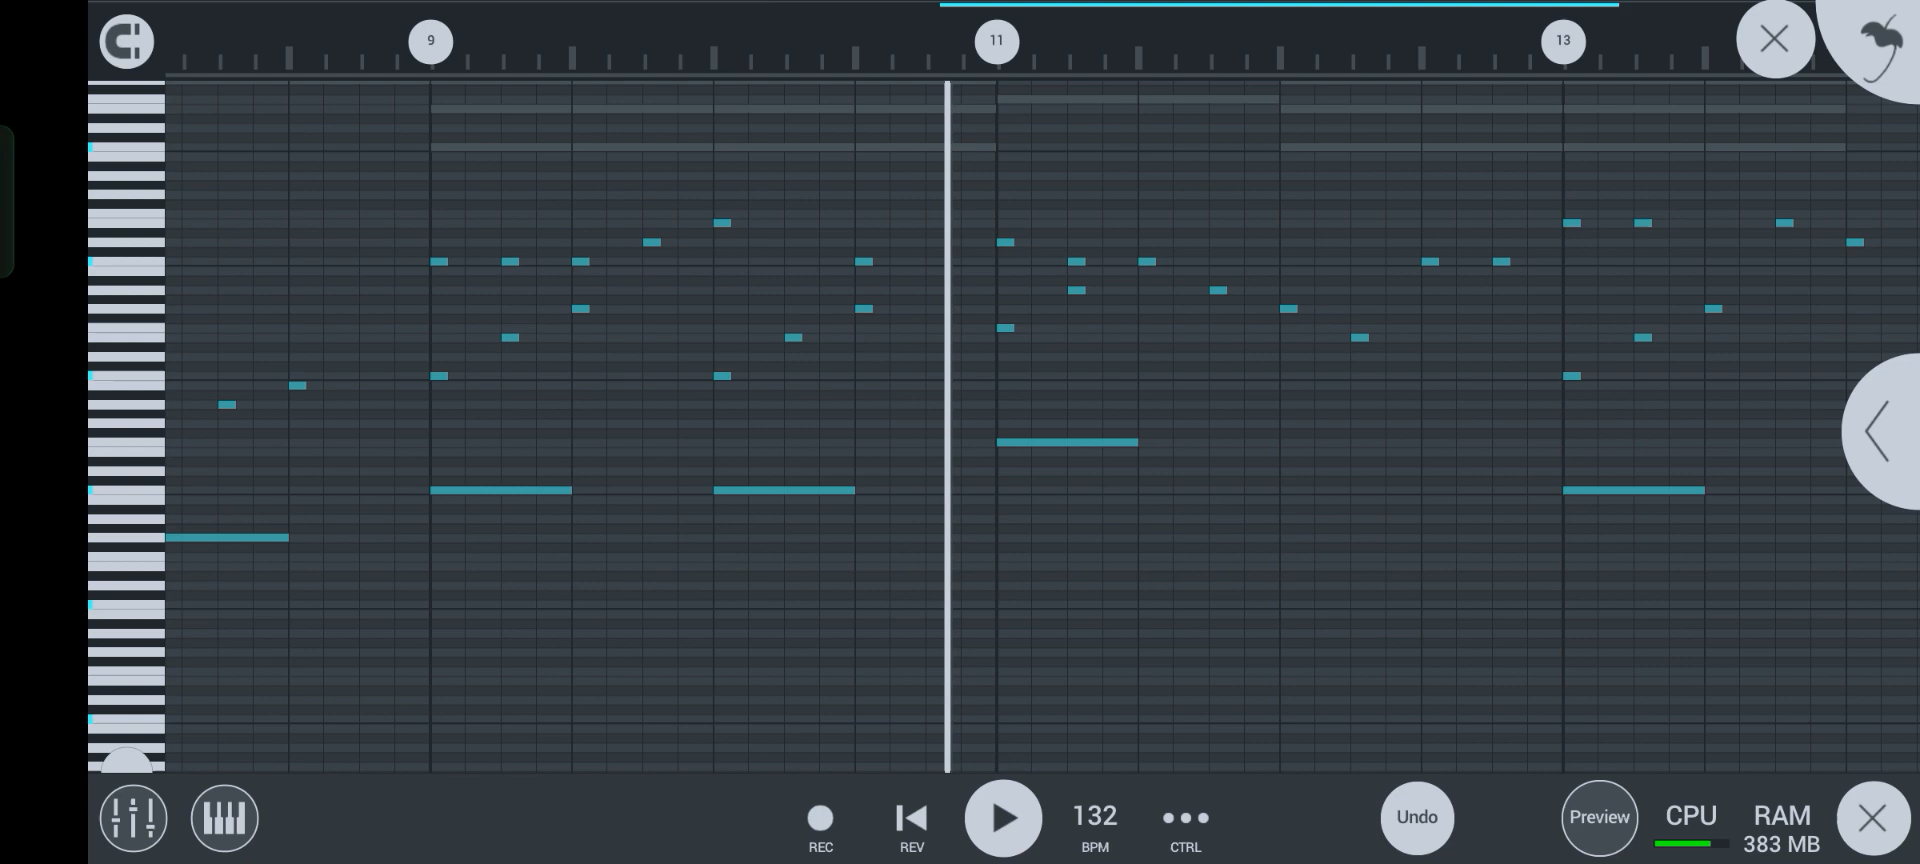 9
11
13
REC
REV
132
BPM
CTRL
Undo
Preview
CPU
RAM
383 MB